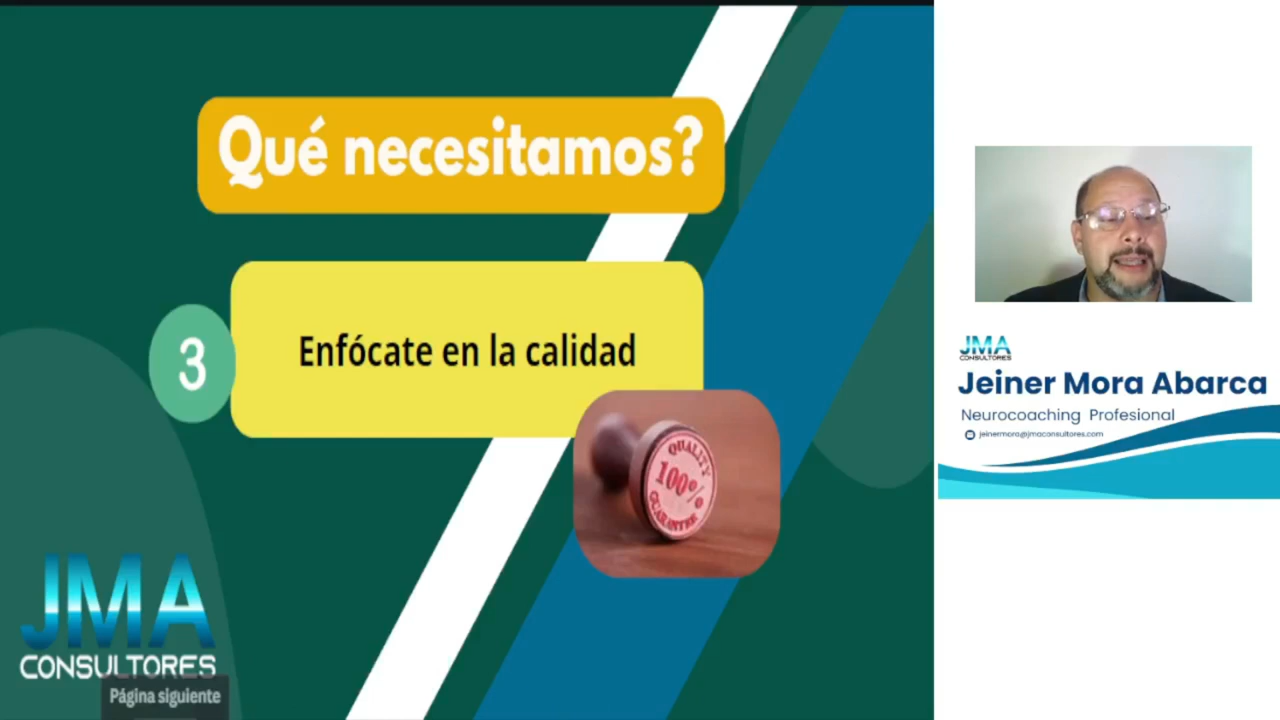 Qué necesitamos?
3
Enfócate en la calidad
QUALITY
100%
GUARANTEE
JMA
CONSULTORES
Página siguiente
JMA
CONSULTORES
Jeiner Mora Abarca
Neurocoaching Profesional
jeinermora@jmaconsultores.com